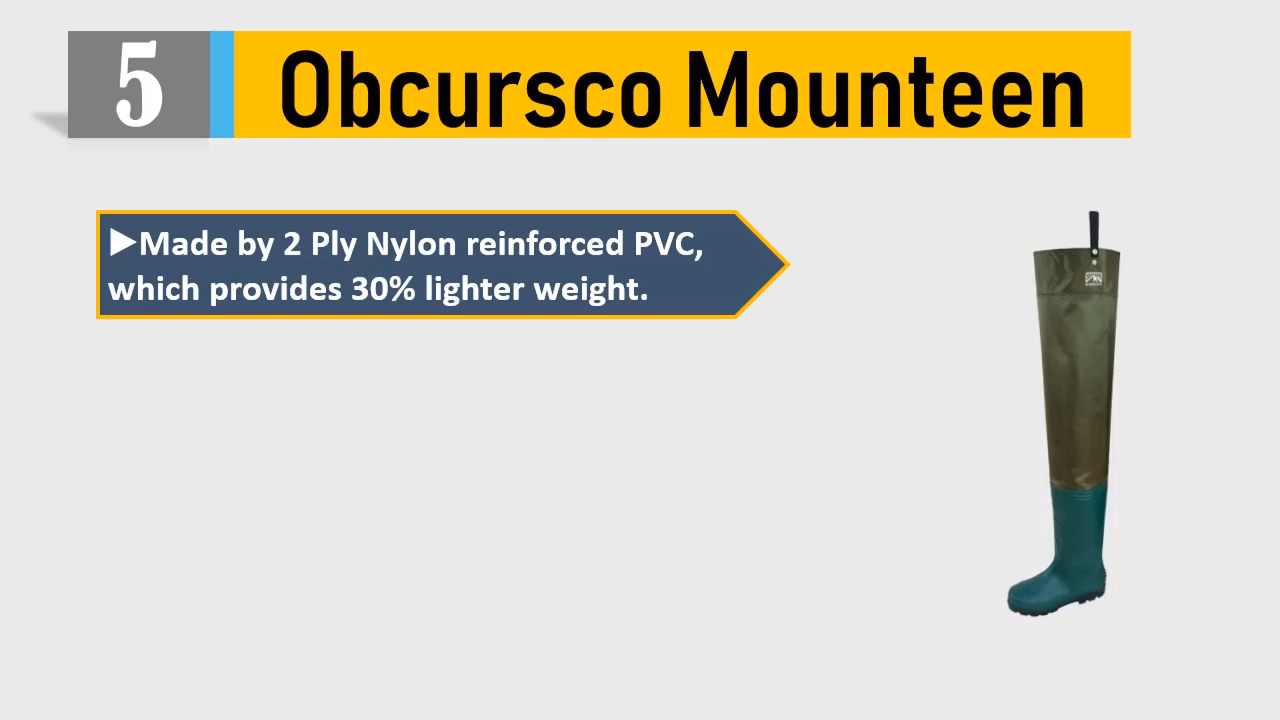 5
Obcursco Mounteen
▶Made by 2 Ply Nylon reinforced PVC,
which provides 30% lighter weight.